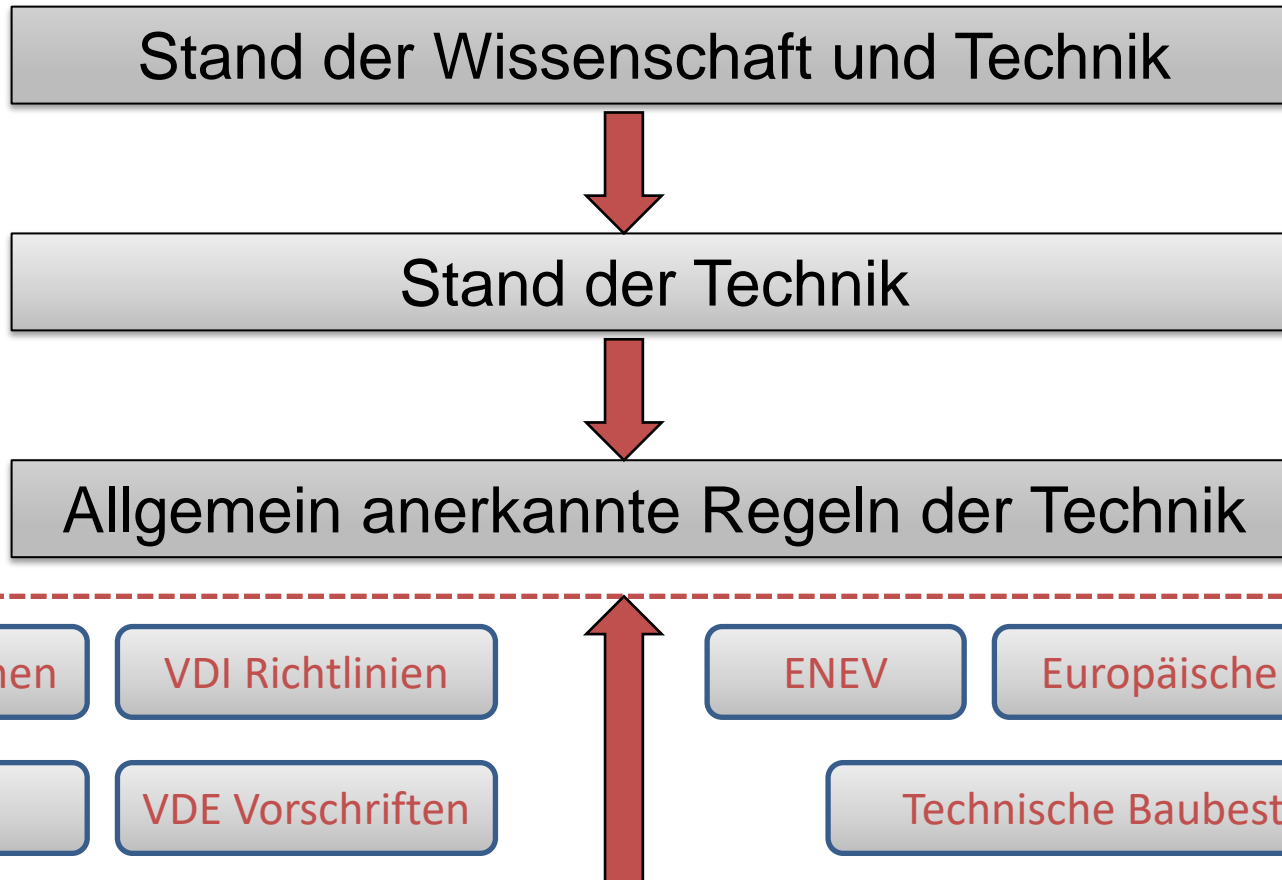 Stand der Wissenschaft und Technik
Stand der Technik
Allgemein anerkannte Regeln der Technik
VDI Richtlinien
ENEV
Europäische
VDE Vorschriften
Technische